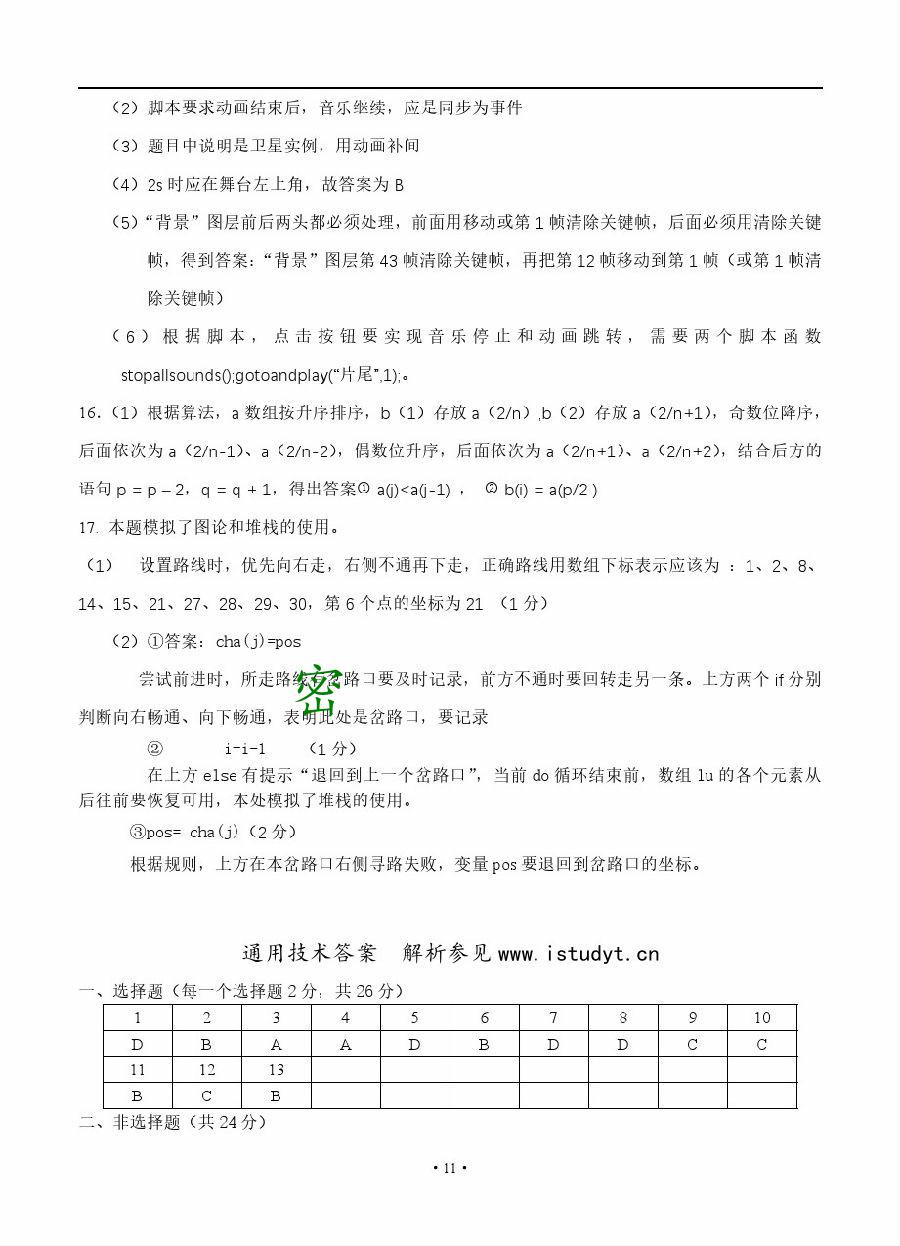 （2）脚本要求动画结束后，音乐继续，应是同步为事件
（3）题目中说明是卫星实例，用动画补间
（4）2s 时应在舞台左上角，故答案为 B
（5）“背景”图层前后两头都必须处理，前面用移动或第 1 帧清除关键帧，后面必须用清除关键
帧，得到答案：“背景”图层第 43 帧清除关键帧，再把第 12 帧移动到第 1 帧（或第 1 帧清
除关键帧）
（6）根据脚本，点击按钮要实现音乐停止和动画跳转，需要两个脚本函数
stopallsounds();gotoandplay(“片尾”,1);。
16.（1）根据算法，a 数组按升序排序，b（1）存放 a（2/n）,b（2）存放 a（2/n+1），奇数位降序，
后面依次为 a（2/n-1）、a（2/n-2），偶数位升序，后面依次为 a（2/n+1）、a（2/n+2），结合后方的
语句 p = p – 2，q = q + 1，得出答案① a(j)<a(j-1) ， ② b(i) = a(p/2 )
17. 本题模拟了图论和堆栈的使用。
（1） 设置路线时，优先向右走，右侧不通再下走，正确路线用数组下标表示应该为 ：1、2、8、
14、15、21、27、28、29、30，第 6 个点的坐标为 21 （1 分）
（2）①答案：cha(j)=pos
尝试前进时，所走路线与岔路口要及时记录，前方不通时要回转走另一条。上方两个 if 分别
密
判断向右畅通、向下畅通，表明此处是岔路口，要记录
② i-i-1 （1 分）
在上方 else 有提示“退回到上一个岔路口”，当前 do 循环结束前，数组 lu 的各个元素从
后往前要恢复可用，本处模拟了堆栈的使用。
③pos= cha(j)（2 分）
根据规则，上方在本岔路口右侧寻路失败，变量 pos 要退回到岔路口的坐标。
通用技术答案 解析参见 www.istudyt.cn
一、选择题（每一个选择题 2 分，共 26 分）
1 2 3 4 5 6 7 8 9 10
D B A A D B D D C C
11 12 13
B C B
二、非选择题（共 24 分）
· 11 ·